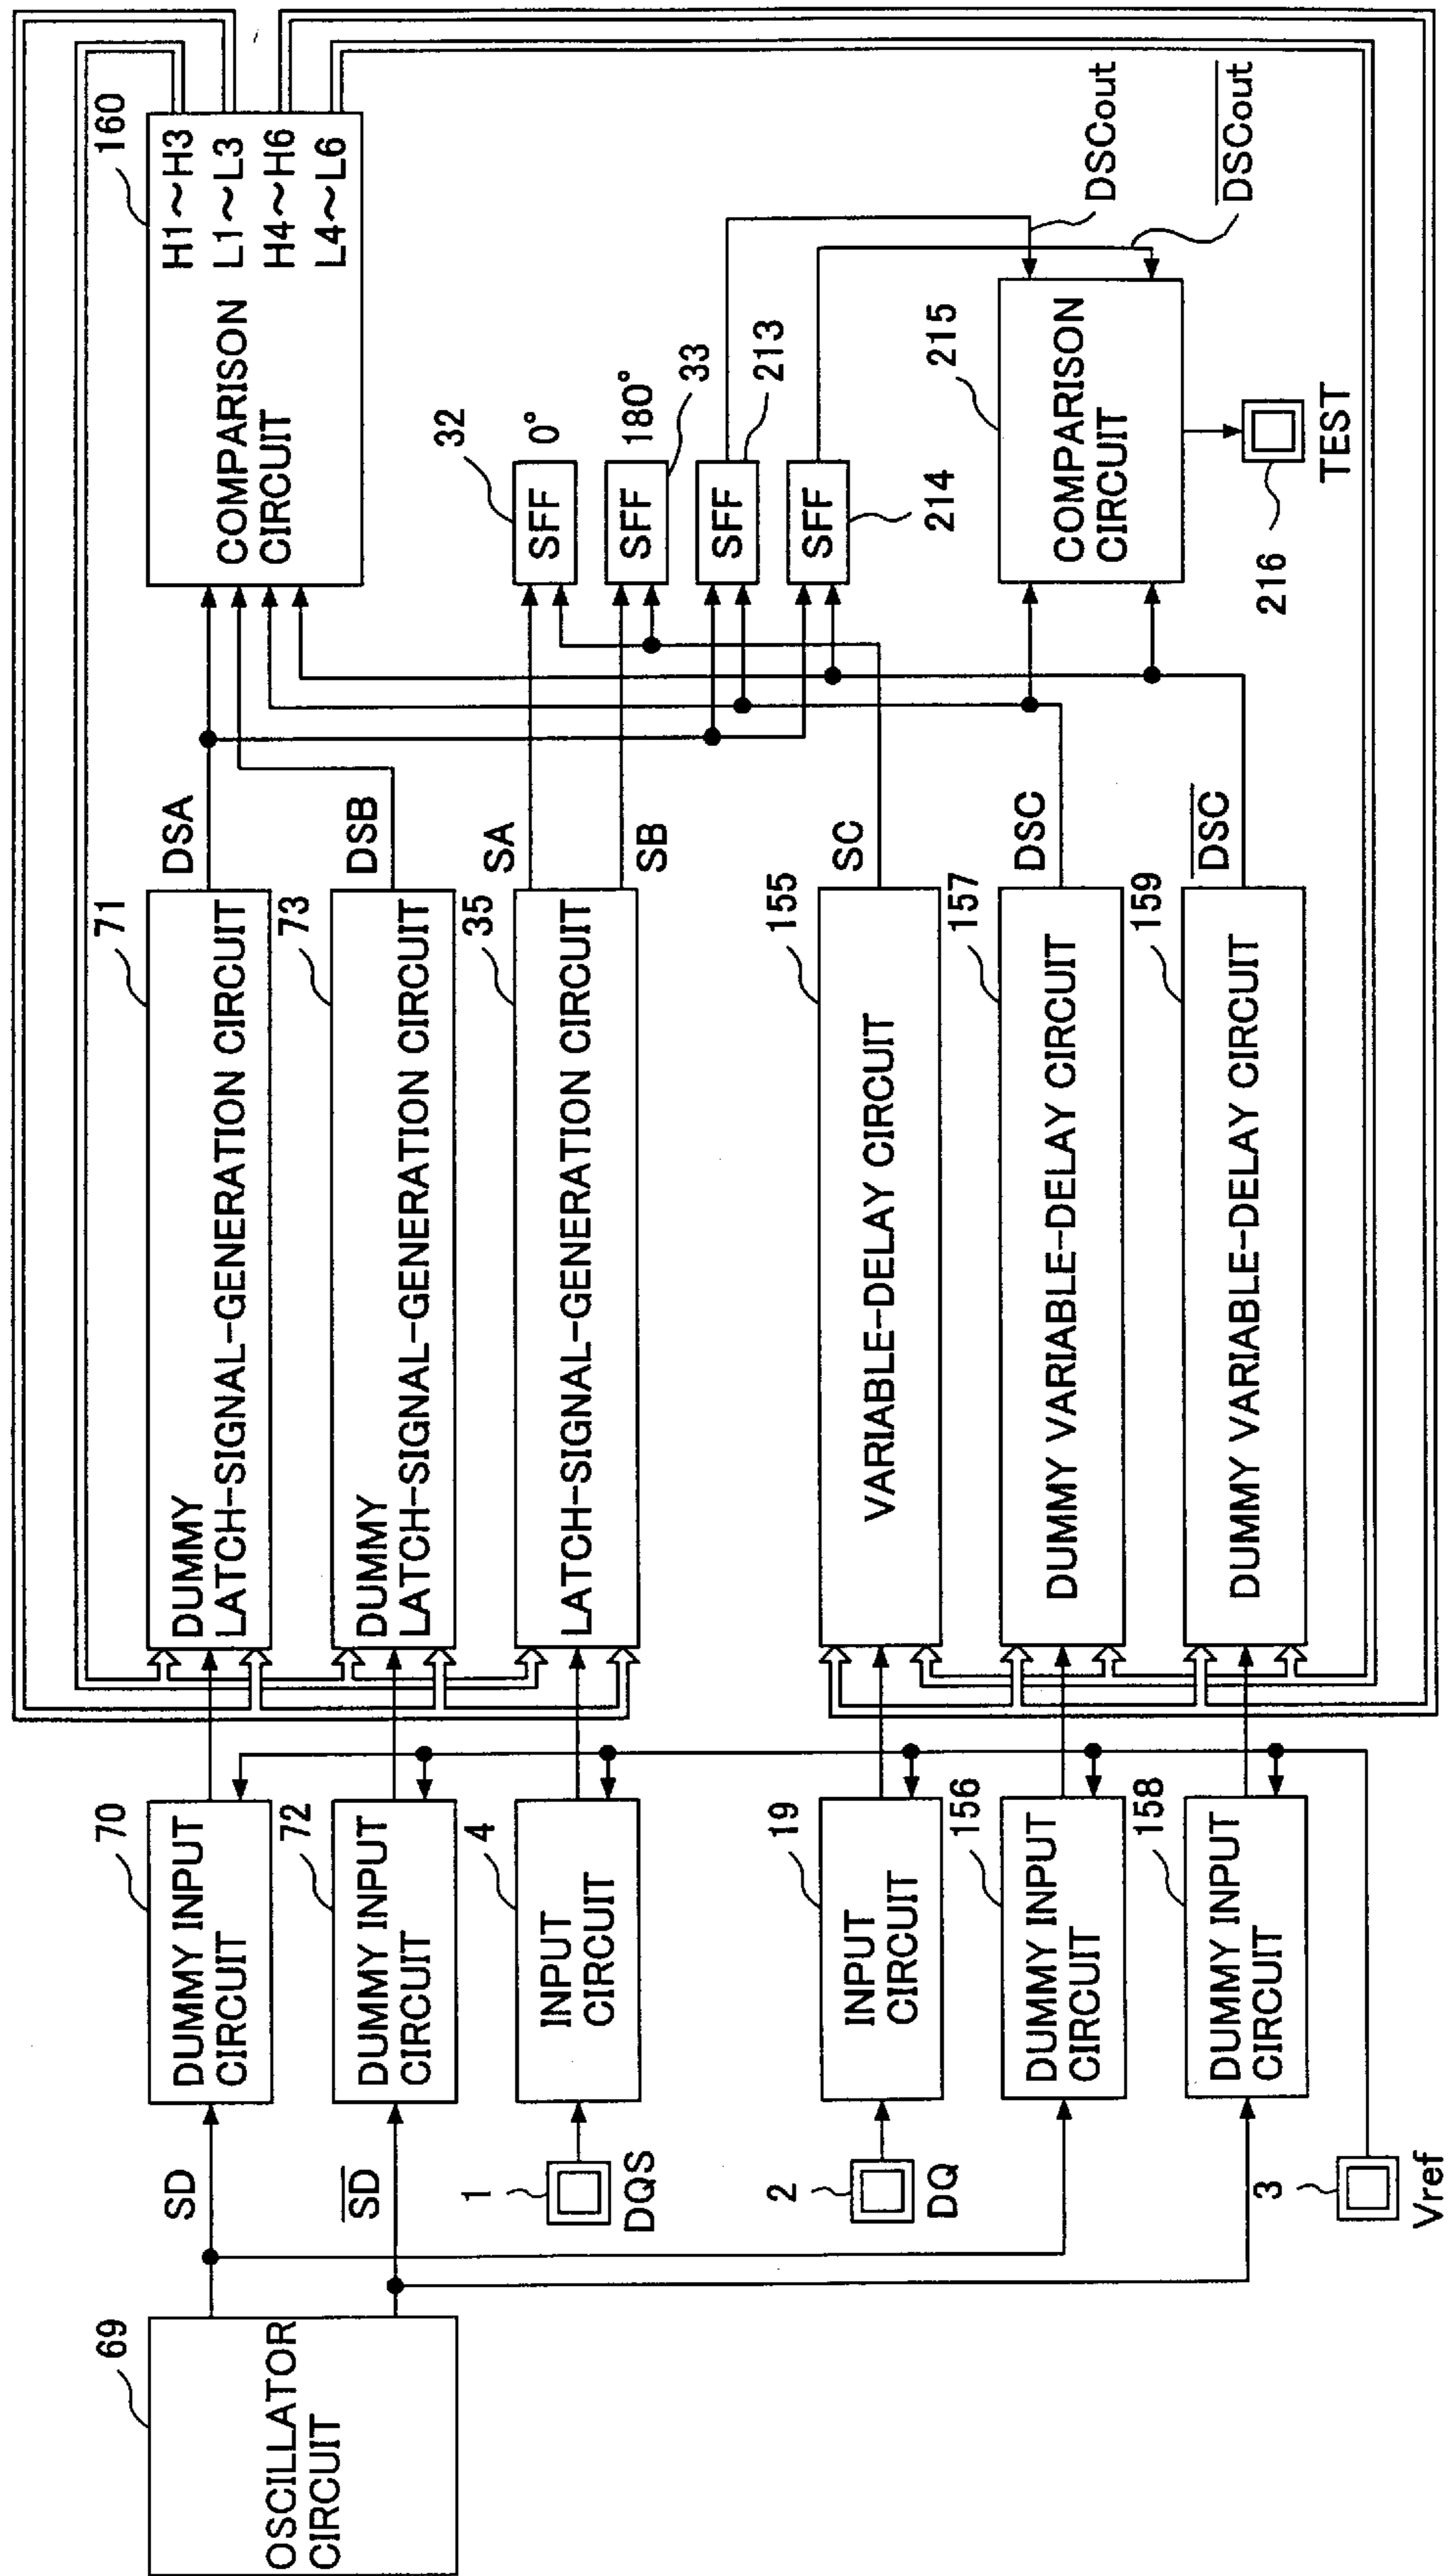 69
OSCILLATOR
CIRCUIT
SD
SD
1
DQS
2
DQ
3
Vref
70
DUMMY INPUT
CIRCUIT
72
DUMMY INPUT
CIRCUIT
4
INPUT
CIRCUIT
19
INPUT
CIRCUIT
156
DUMMY INPUT
CIRCUIT
158
DUMMY INPUT
CIRCUIT
71
DUMMY
LATCH-SIGNAL-GENERATION CIRCUIT
73
DUMMY
LATCH-SIGNAL-GENERATION CIRCUIT
35
LATCH-SIGNAL-GENERATION CIRCUIT
155
VARIABLE-DELAY CIRCUIT
157
DUMMY VARIABLE-DELAY CIRCUIT
159
DUMMY VARIABLE-DELAY CIRCUIT
DSA
DSB
SA
SB
SC
DSC
DSC
160
COMPARISON
CIRCUIT
H1~H3
L1~L3
H4~H6
L4~L6
32
SFF
0°
SFF
180°
33
SFF
213
SFF
214
215
COMPARISON
CIRCUIT
DSCout
DSCout
216
TEST